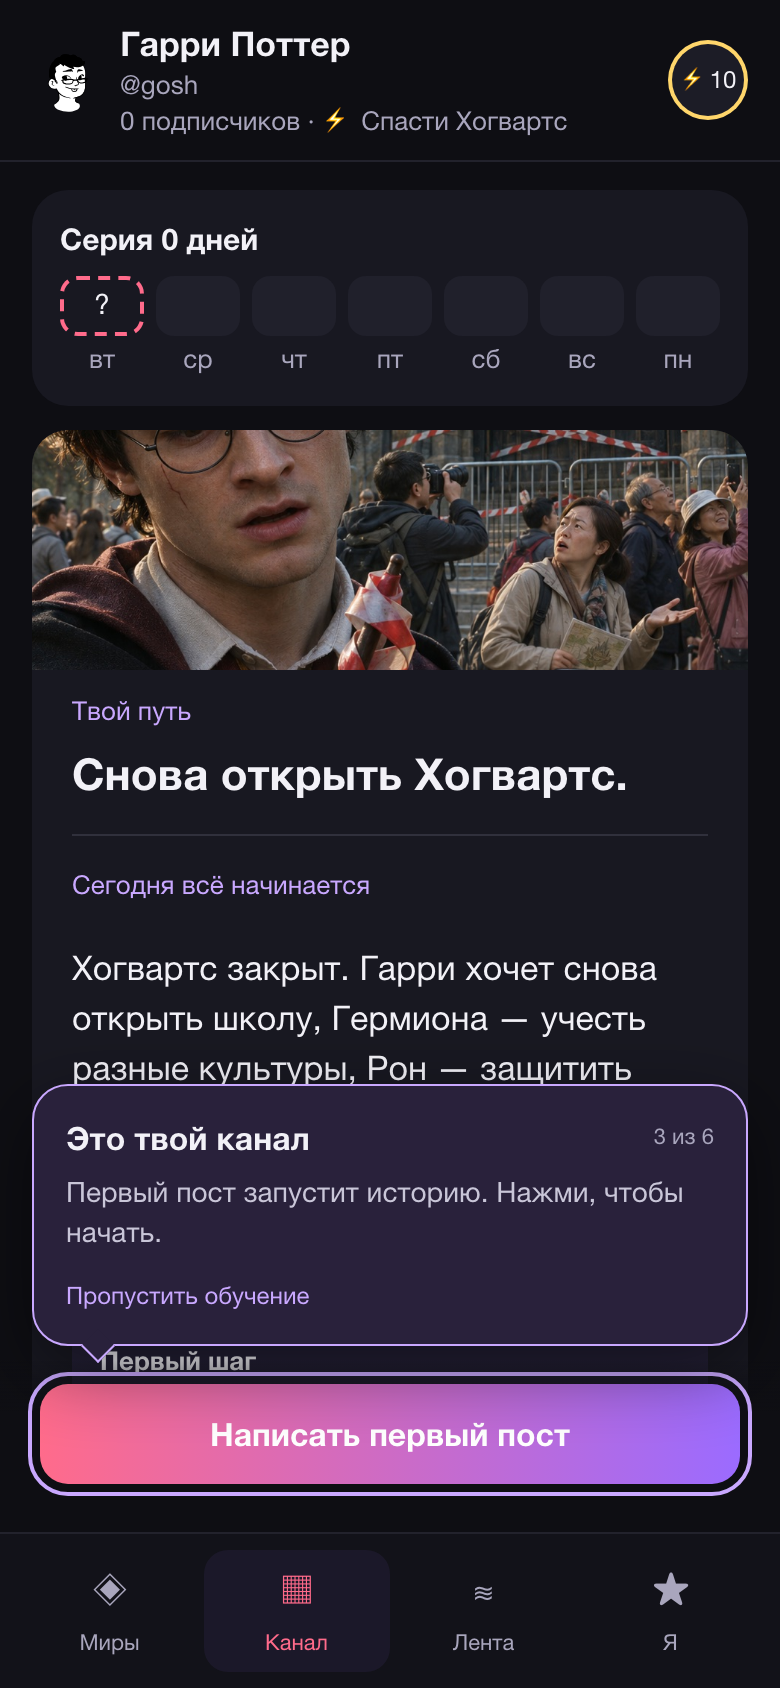 Гарри Поттер
@gosh
0 подписчиков · ⚡ Спасти Хогвартс
⚡ 10
Серия 0 дней
?
вт ср чт пт сб вс пн
Твой путь
Снова открыть Хогвартс.
Сегодня всё начинается
Хогвартс закрыт. Гарри хочет снова
открыть школу, Гермиона — учесть
разные культуры, Рон — защитить
Это твой канал
3 из 6
Первый пост запустит историю. Нажми, чтобы
начать.
Пропустить обучение
Первый шаг
Написать первый пост
Миры Канал Лента Я